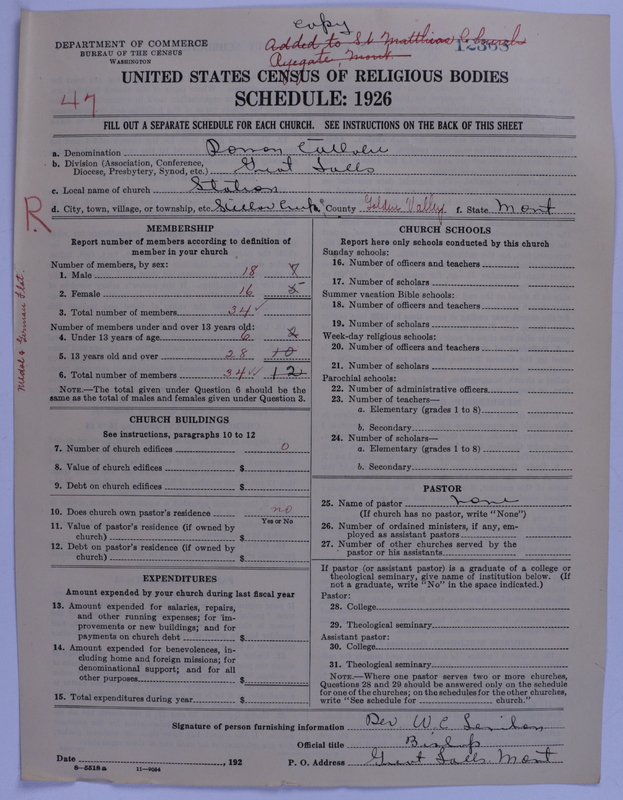 copy
Added to St Matthias Church
Ryegate, Mont
12363
DEPARTMENT OF COMMERCE
BUREAU OF THE CENSUS
WASHINGTON
UNITED STATES CENSUS OF RELIGIOUS BODIES
SCHEDULE: 1926
47
FILL OUT A SEPARATE SCHEDULE FOR EACH CHURCH. SEE INSTRUCTIONS ON THE BACK OF THIS SHEET
a. Denomination Roman Catholic
b. Division (Association, Conference, Diocese, Presbytery, Synod, etc.) Great Falls
c. Local name of church Station
d. City, town, village, or township, etc. County Golden Valley f. State Mont
R
MEMBERSHIP
Report number of members according to definition of
member in your church
Number of members, by sex:
1. Male 18 8
2. Female 16 5
3. Total number of members 34
Number of members under and over 13 years old:
4. Under 13 years of age 6 2
5. 13 years old and over 28 10
6. Total number of members 34 12
NOTE.—The total given under Question 6 should be the
same as the total of males and females given under Question 3.
CHURCH BUILDINGS
See instructions, paragraphs 10 to 12
7. Number of church edifices 0
8. Value of church edifices $
9. Debt on church edifices $
10. Does church own pastor's residence no
Yes or No
11. Value of pastor's residence (if owned by
church) $
12. Debt on pastor's residence (if owned by
church) $
EXPENDITURES
Amount expended by your church during last fiscal year
13. Amount expended for salaries, repairs,
and other running expenses; for im-
provements or new buildings; and for
payments on church debt $
14. Amount expended for benevolences, in-
cluding home and foreign missions; for
denominational support; and for all
other purposes $
15. Total expenditures during year $
CHURCH SCHOOLS
Report here only schools conducted by this church
Sunday schools:
16. Number of officers and teachers
17. Number of scholars
Summer vacation Bible schools:
18. Number of officers and teachers
19. Number of scholars
Week-day religious schools:
20. Number of officers and teachers
21. Number of scholars
Parochial schools:
22. Number of administrative officers
23. Number of teachers—
a. Elementary (grades 1 to 8)
b. Secondary
24. Number of scholars—
a. Elementary (grades 1 to 8)
b. Secondary
PASTOR
25. Name of pastor none
(If church has no pastor, write "None")
26. Number of ordained ministers, if any, em-
ployed as assistant pastors
27. Number of other churches served by the
pastor or his assistants
If pastor (or assistant pastor) is a graduate of a college or
theological seminary, give name of institution below. (If
not a graduate, write "No" in the space indicated.)
Pastor:
28. College
29. Theological seminary
Assistant pastor:
30. College
31. Theological seminary
NOTE.—Where one pastor serves two or more churches,
Questions 28 and 29 should be answered only on the schedule
for one of the churches; on the schedules for the other churches,
write "See schedule for church."
Signature of person furnishing information Rev W. C.
Official title Bishop
Date , 192 P. O. Address Great Falls Mont
8—5518a 11—9084